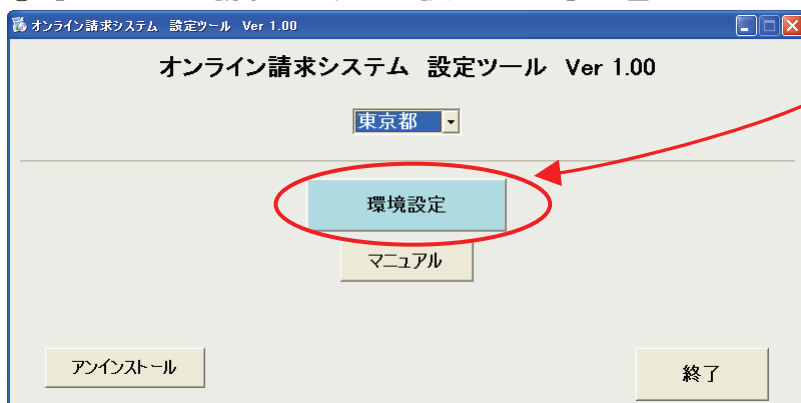 オンライン請求システム 設定ツール Ver 1.00
オンライン請求システム 設定ツール Ver 1.00
東京都
環境設定
マニュアル
アンインストール
終了